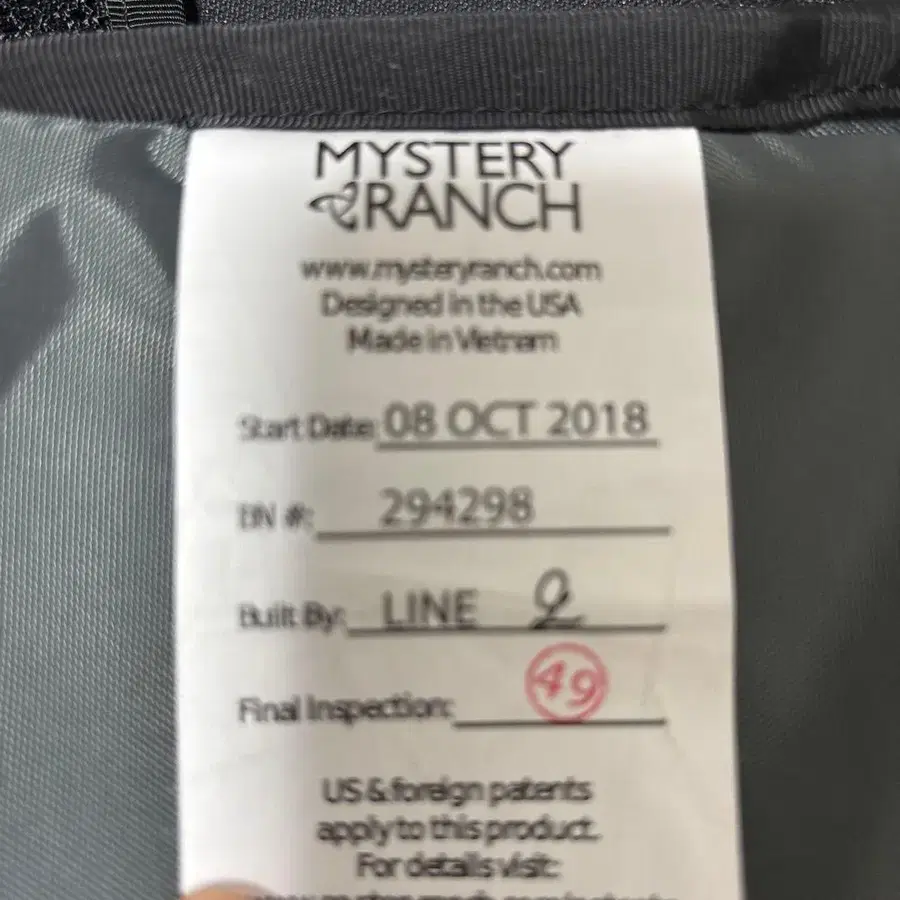 MYSTERY
RANCH
www.mysteryranch.com
Designed in the USA
Made in Vietnam
Start Date: 08 OCT 2018
BN #: 294298
Built By: LINE 2
Final Inspection: 49
US & foreign patents
apply to this product.
For details visit: